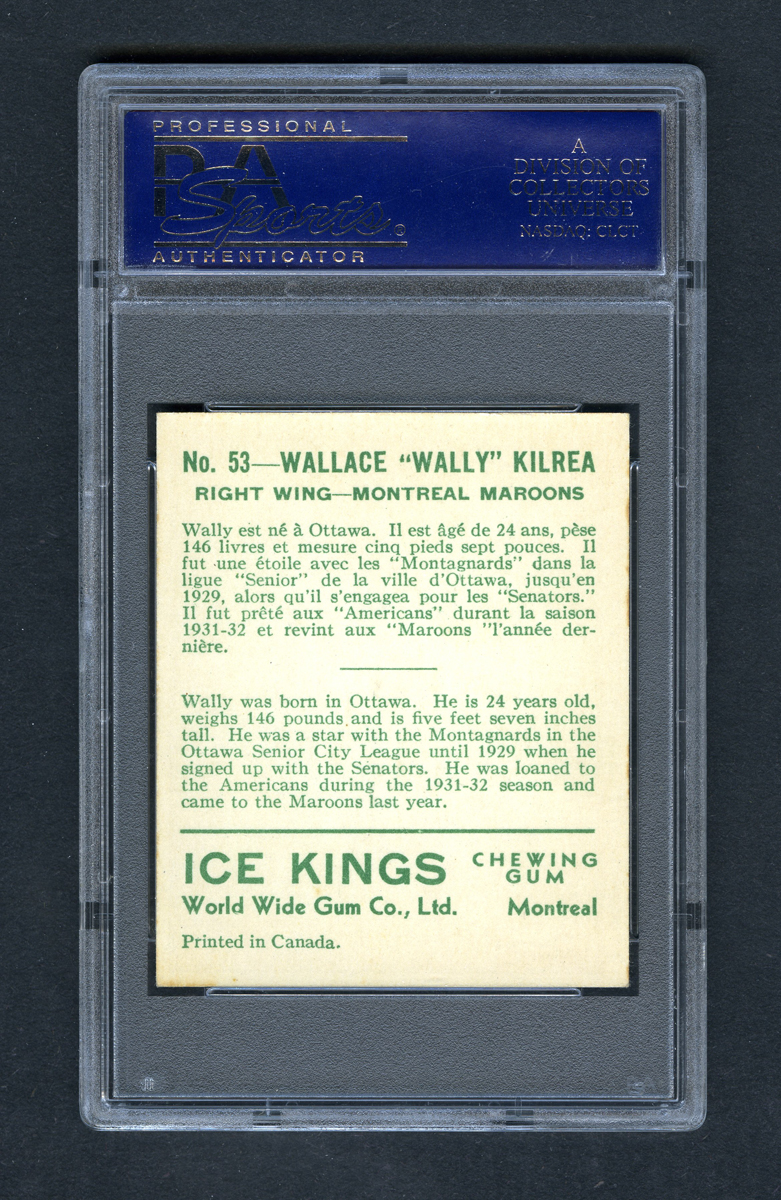 PROFESSIONAL
PSA
Sports®
AUTHENTICATOR
A
DIVISION OF
COLLECTORS
UNIVERSE
NASDAQ: CLCT
No. 53—WALLACE "WALLY" KILREA
RIGHT WING—MONTREAL MAROONS
Wally est né à Ottawa. Il est âgé de 24 ans, pèse
146 livres et mesure cinq pieds sept pouces. Il
fut une étoile avec les "Montagnards" dans la
ligue "Senior" de la ville d'Ottawa, jusqu'en
1929, alors qu'il s'engagea pour les "Senators."
Il fut prêté aux "Americans" durant la saison
1931-32 et revint aux "Maroons "l'année der-
nière.
Wally was born in Ottawa. He is 24 years old,
weighs 146 pounds and is five feet seven inches
tall. He was a star with the Montagnards in the
Ottawa Senior City League until 1929 when he
signed up with the Senators. He was loaned to
the Americans during the 1931-32 season and
came to the Maroons last year.
ICE KINGS CHEWING
GUM
World Wide Gum Co., Ltd. Montreal
Printed in Canada.